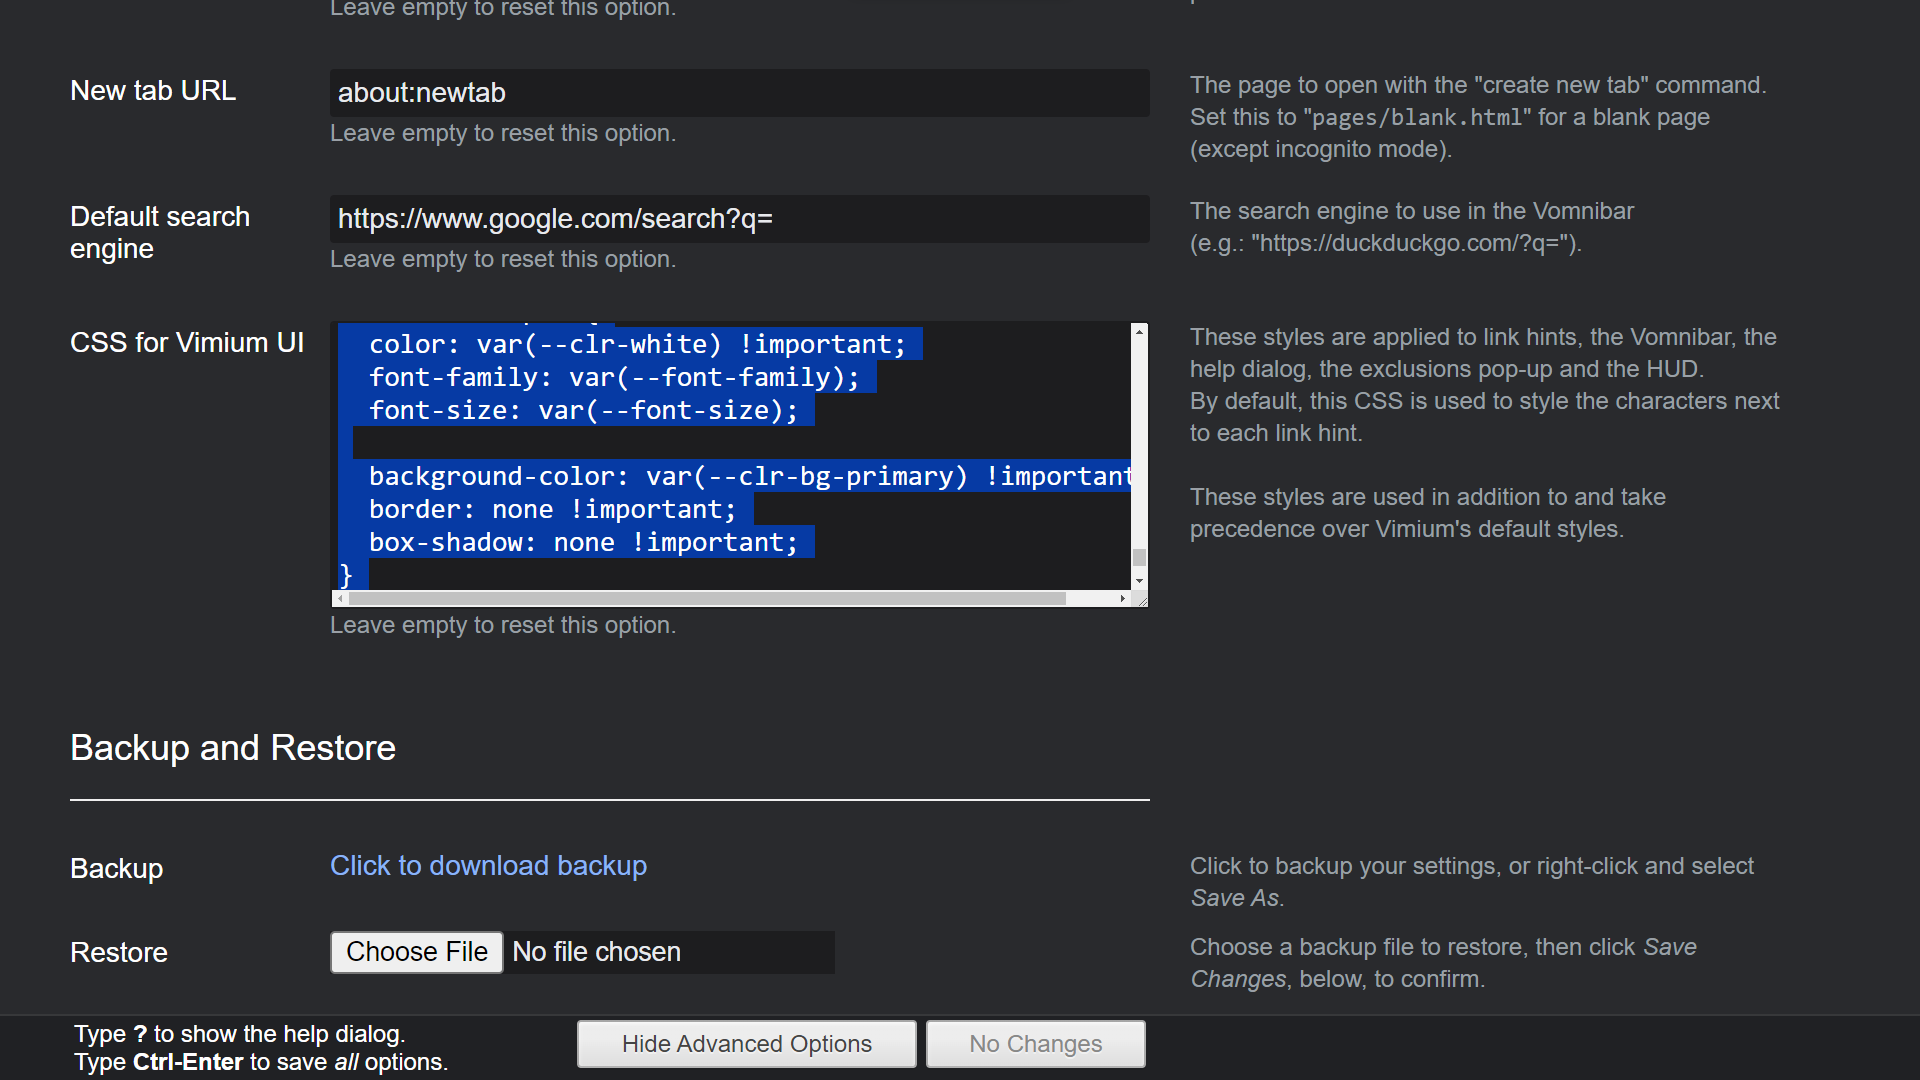 Leave empty to reset this option.
New tab URL
about:newtab
Leave empty to reset this option.
The page to open with the "create new tab" command.
Set this to "pages/blank.html" for a blank page
(except incognito mode).
Default search
engine
https://www.google.com/search?q=
Leave empty to reset this option.
The search engine to use in the Vomnibar
(e.g.: "https://duckduckgo.com/?q=").
CSS for Vimium UI
color: var(--clr-white) !important;
font-family: var(--font-family);
font-size: var(--font-size);
background-color: var(--clr-bg-primary) !important
border: none !important;
box-shadow: none !important;
}
Leave empty to reset this option.
These styles are applied to link hints, the Vomnibar, the
help dialog, the exclusions pop-up and the HUD.
By default, this CSS is used to style the characters next
to each link hint.
These styles are used in addition to and take
precedence over Vimium's default styles.
Backup and Restore
Backup
Click to download backup
Click to backup your settings, or right-click and select
Save As.
Restore
Choose File No file chosen
Choose a backup file to restore, then click Save
Changes, below, to confirm.
Type ? to show the help dialog.
Type Ctrl-Enter to save all options.
Hide Advanced Options
No Changes